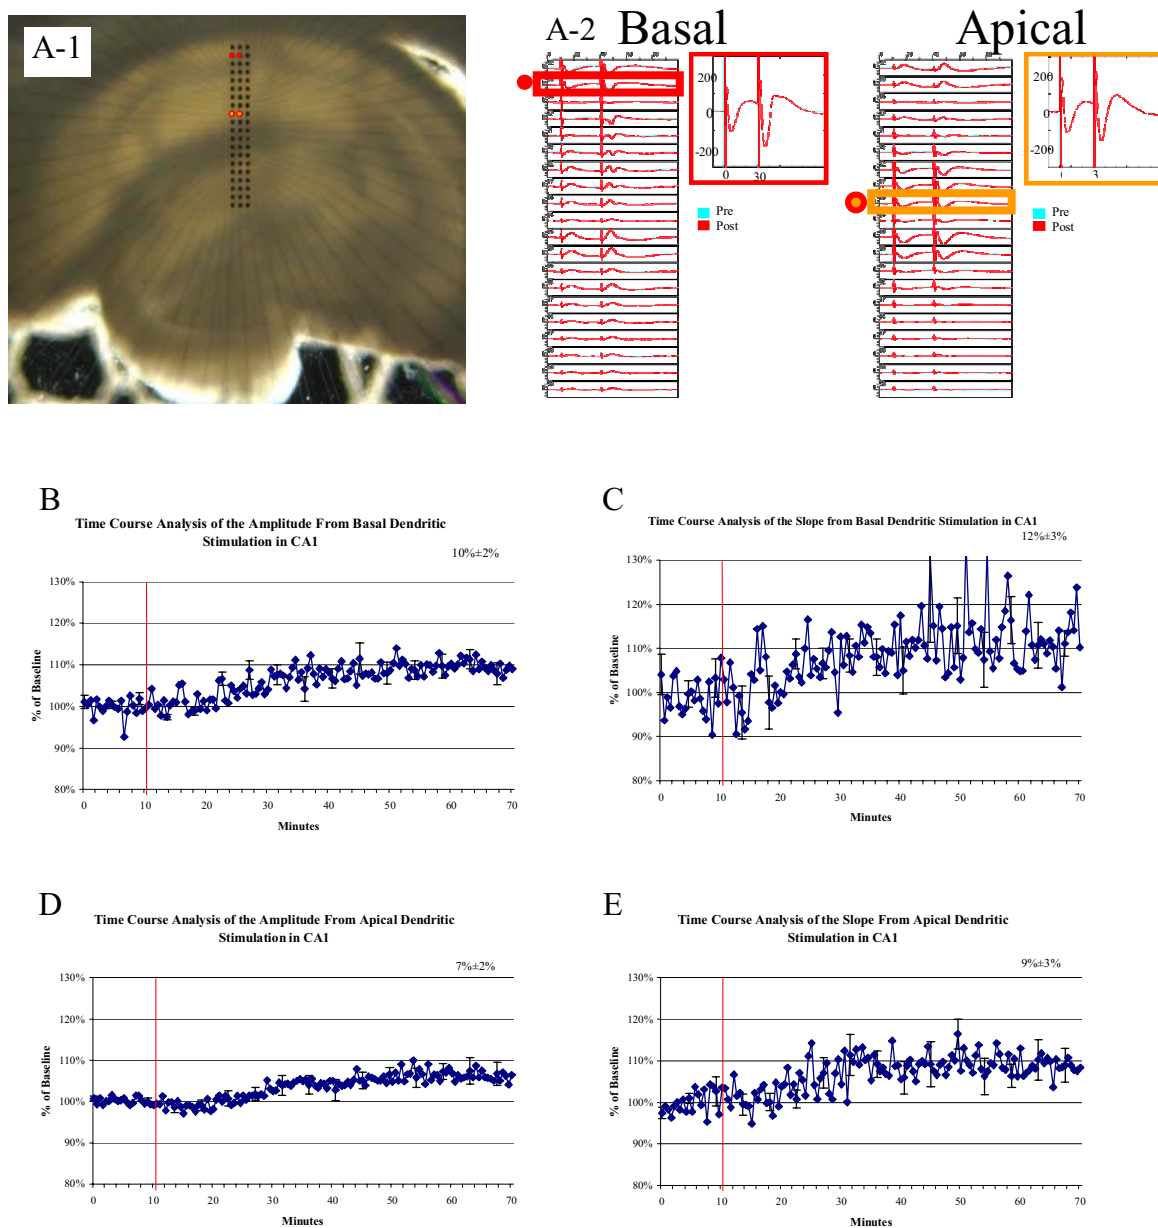 A-1
A-2 Basal
Apical
200
0
-200
0 30
200
0
-200
3
Pre
Post
Pre
Post
B
Time Course Analysis of the Amplitude From Basal Dendritic
Stimulation in CA1
10%±2%
130%
120%
110%
100%
90%
80%
% of Baseline
0 10 20 30 40 50 60 70
Minutes
C
Time Course Analysis of the Slope from Basal Dendritic Stimulation in CA1
12%±3%
130%
120%
110%
100%
90%
80%
% of Baseline
0 10 20 30 40 50 60 70
Minutes
D
Time Course Analysis of the Amplitude From Apical Dendritic
Stimulation in CA1
7%±2%
130%
120%
110%
100%
90%
80%
% of Baseline
0 10 20 30 40 50 60 70
Minutes
E
Time Course Analysis of the Slope From Apical Dendritic
Stimulation in CA1
9%±3%
130%
120%
110%
100%
90%
80%
% of Baseline
0 10 20 30 40 50 60 70
Minutes